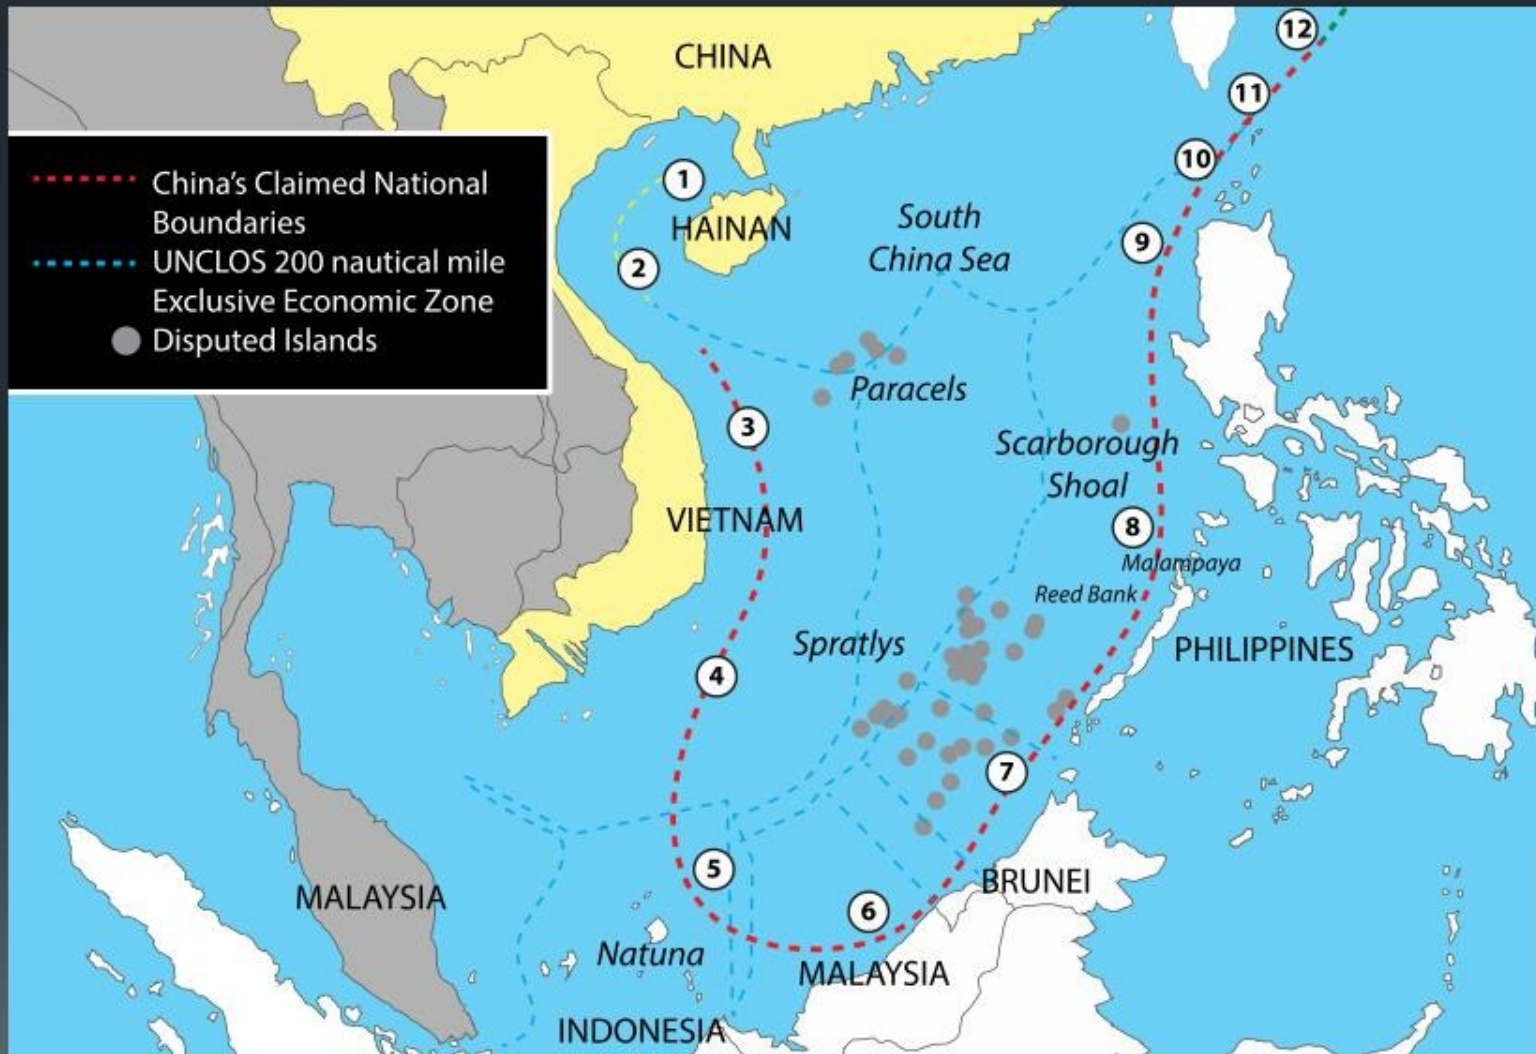 12
CHINA
11
China's Claimed National
Boundaries
UNCLOS 200 nautical mile
Exclusive Economic Zone
Disputed Islands
10
1
HAINAN
South
China Sea
9
2
Paracels
3
Scarborough
Shoal
VIETNAM
8
Malampaya
Reed Bank
Spratlys
PHILIPPINES
4
7
5
BRUNEI
MALAYSIA
6
Natuna
MALAYSIA
INDONESIA